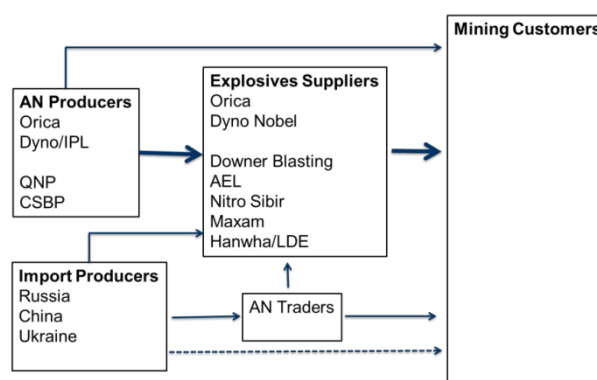 Mining Customers
AN Producers
Orica
Dyno/IPL
QNP
CSBP
Explosives Suppliers
Orica
Dyno Nobel
Downer Blasting
AEL
Nitro Sibir
Maxam
Hanwha/LDE
Import Producers
Russia
China
Ukraine
AN Traders